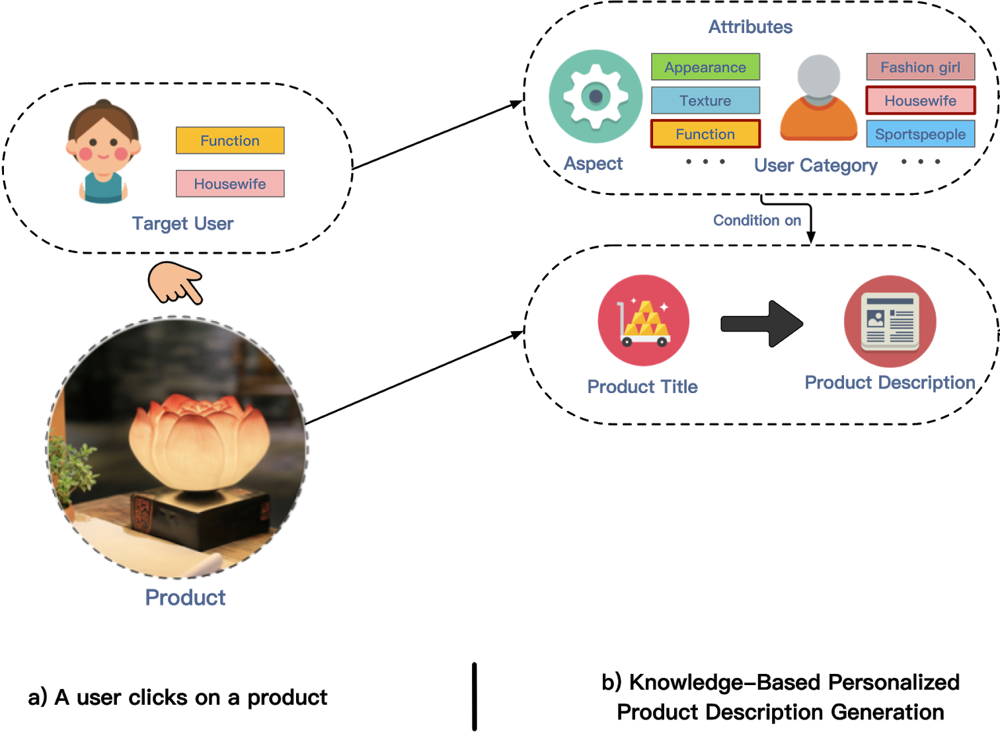 Function
Housewife
Target User
Product
a) A user clicks on a product
Attributes
Appearance
Texture
Function
Aspect
Fashion girl
Housewife
Sportspeople
User Category
Condition on
Product Title
Product Description
b) Knowledge-Based Personalized
Product Description Generation